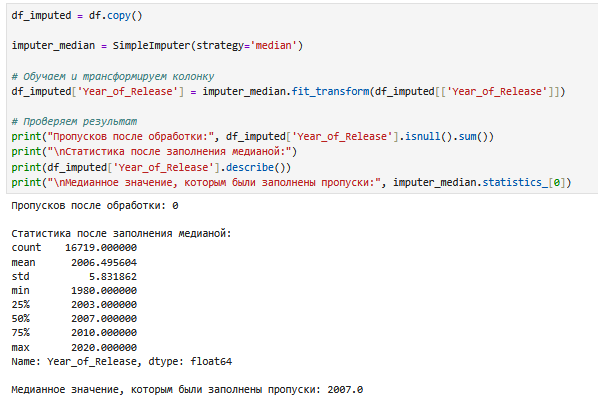 df_imputed = df.copy()
imputer_median = SimpleImputer(strategy='median')
# Обучаем и трансформируем колонку
df_imputed['Year_of_Release'] = imputer_median.fit_transform(df_imputed[['Year_of_Release']])
# Проверяем результат
print("Пропусков после обработки:", df_imputed['Year_of_Release'].isnull().sum())
print("\nСтатистика после заполнения медианой:")
print(df_imputed['Year_of_Release'].describe())
print("\nМедианное значение, которым были заполнены пропуски:", imputer_median.statistics_[0])
Пропусков после обработки: 0
Статистика после заполнения медианой:
count    16719.000000
mean      2006.495604
std          5.831862
min       1980.000000
25%       2003.000000
50%       2007.000000
75%       2010.000000
max       2020.000000
Name: Year_of_Release, dtype: float64
Медианное значение, которым были заполнены пропуски: 2007.0